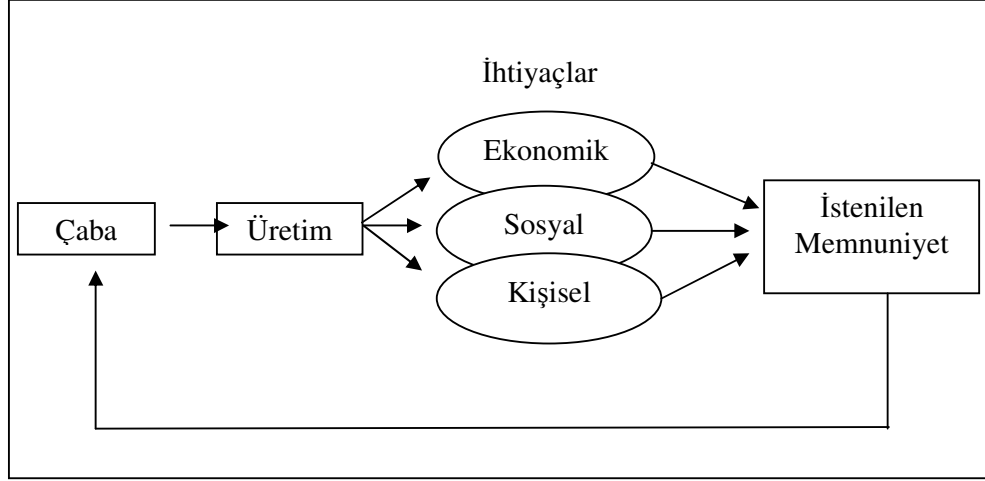 İhtiyaçlar
Ekonomik
Sosyal
Kişisel
Çaba
Üretim
İstenilen
Memnuniyet